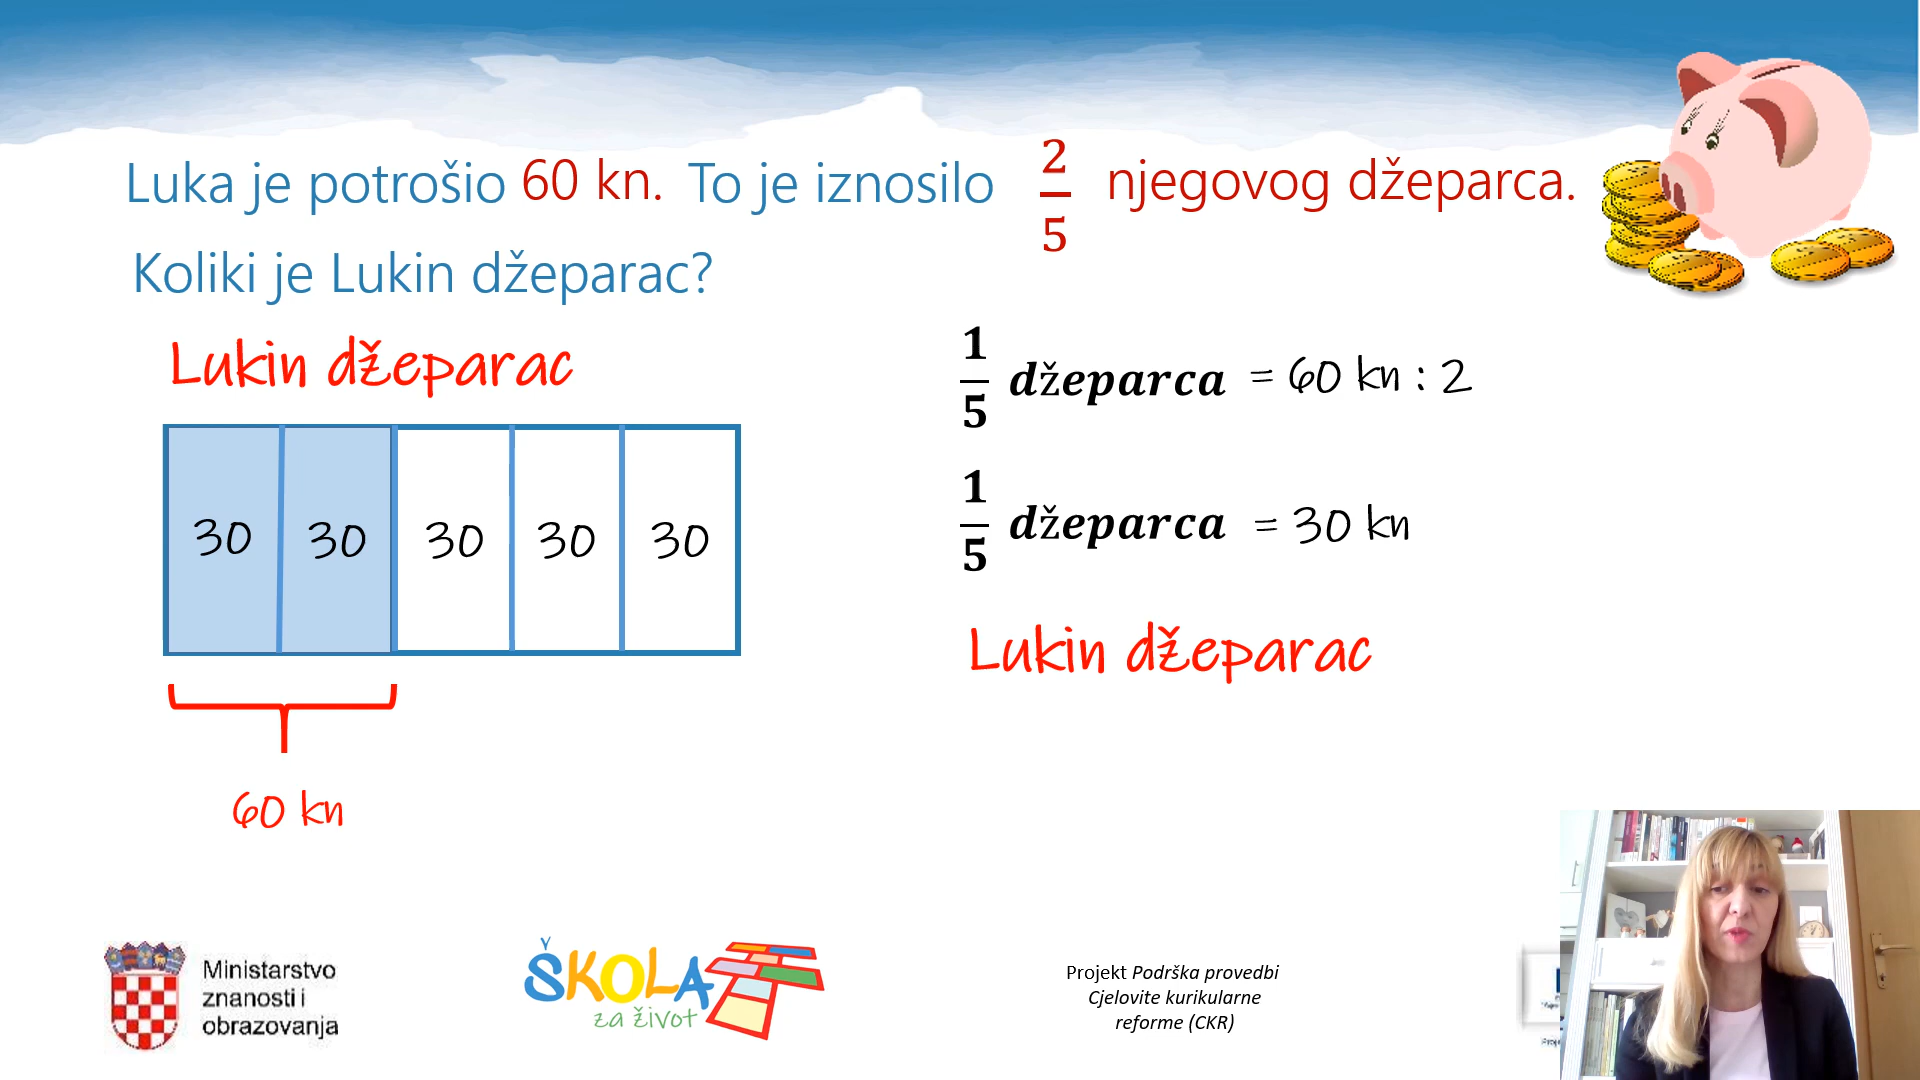 Luka je potrošio 60 kn. To je iznosilo 2/5 njegovog džeparca.
Koliki je Lukin džeparac?
Lukin džeparac
30 30 30 30 30
60 kn
1/5 džeparca = 60 kn : 2
1/5 džeparca = 30 kn
Lukin džeparac
Ministarstvo
znanosti i
obrazovanja
ŠKOLA
za život
Projekt Podrška provedbi
Cjelovite kurikularne
reforme (CKR)